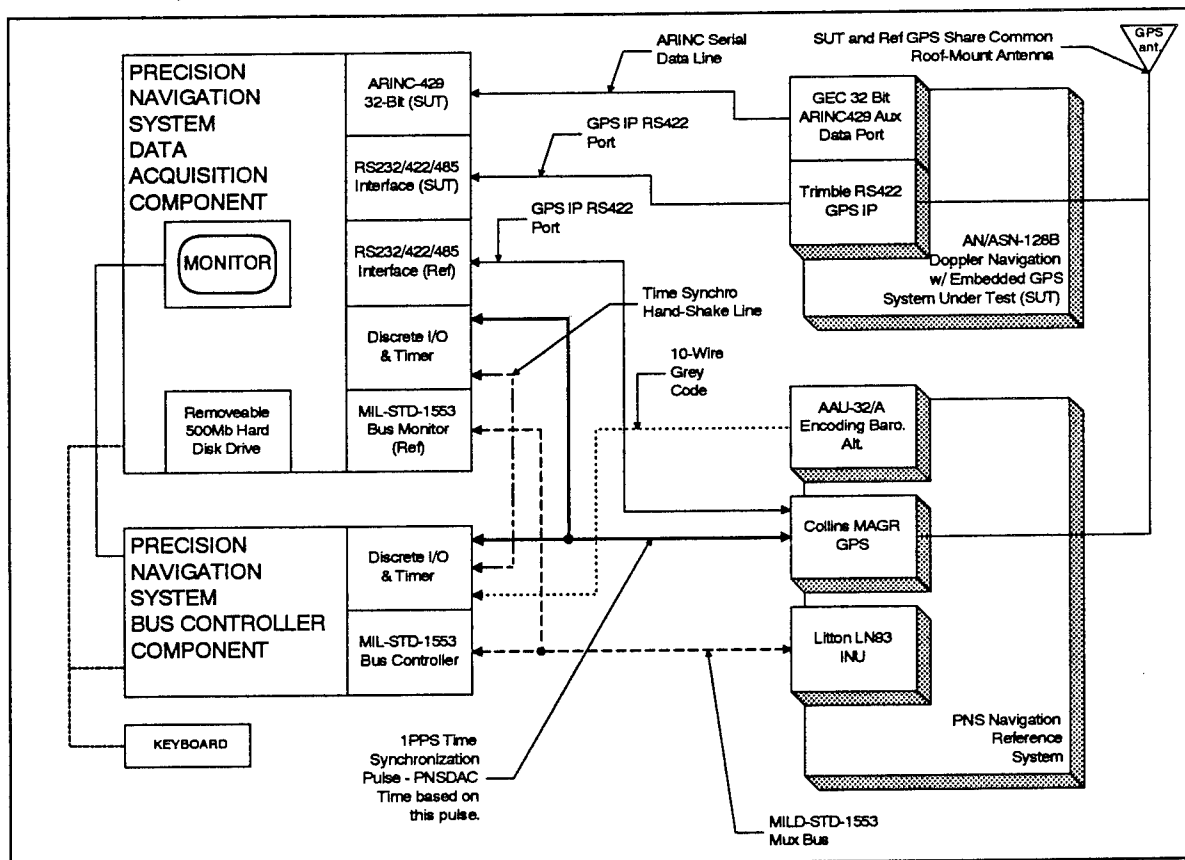 PRECISION
NAVIGATION
SYSTEM
DATA
ACQUISITION
COMPONENT
MONITOR
Removeable
500Mb Hard
Disk Drive
ARINC-429
32-Bit (SUT)
RS232/422/485
Interface (SUT)
RS232/422/485
Interface (Ref)
Discrete I/O
& Timer
MIL-STD-1553
Bus Monitor
(Ref)
ARINC Serial
Data Line
GPS IP RS422
Port
GPS IP RS422
Port
Time Synchro
Hand-Shake Line
10-Wire
Grey
Code
SUT and Ref GPS Share Common
Roof-Mount Antenna
GPS
ant.
GEC 32 Bit
ARINC429 Aux
Data Port
Trimble RS422
GPS IP
AN/ASN-128B
Doppler Navigation
w/ Embedded GPS
System Under Test (SUT)
AAU-32/A
Encoding Baro.
Alt.
Collins MAGR
GPS
Litton LN93
INU
PNS Navigation
Reference
System
PRECISION
NAVIGATION
SYSTEM
BUS CONTROLLER
COMPONENT
Discrete I/O
& Timer
MIL-STD-1553
Bus Controller
KEYBOARD
1PPS Time
Synchronization
Pulse - PNSDAC
Time based on
this pulse.
MILD-STD-1553
Mux Bus